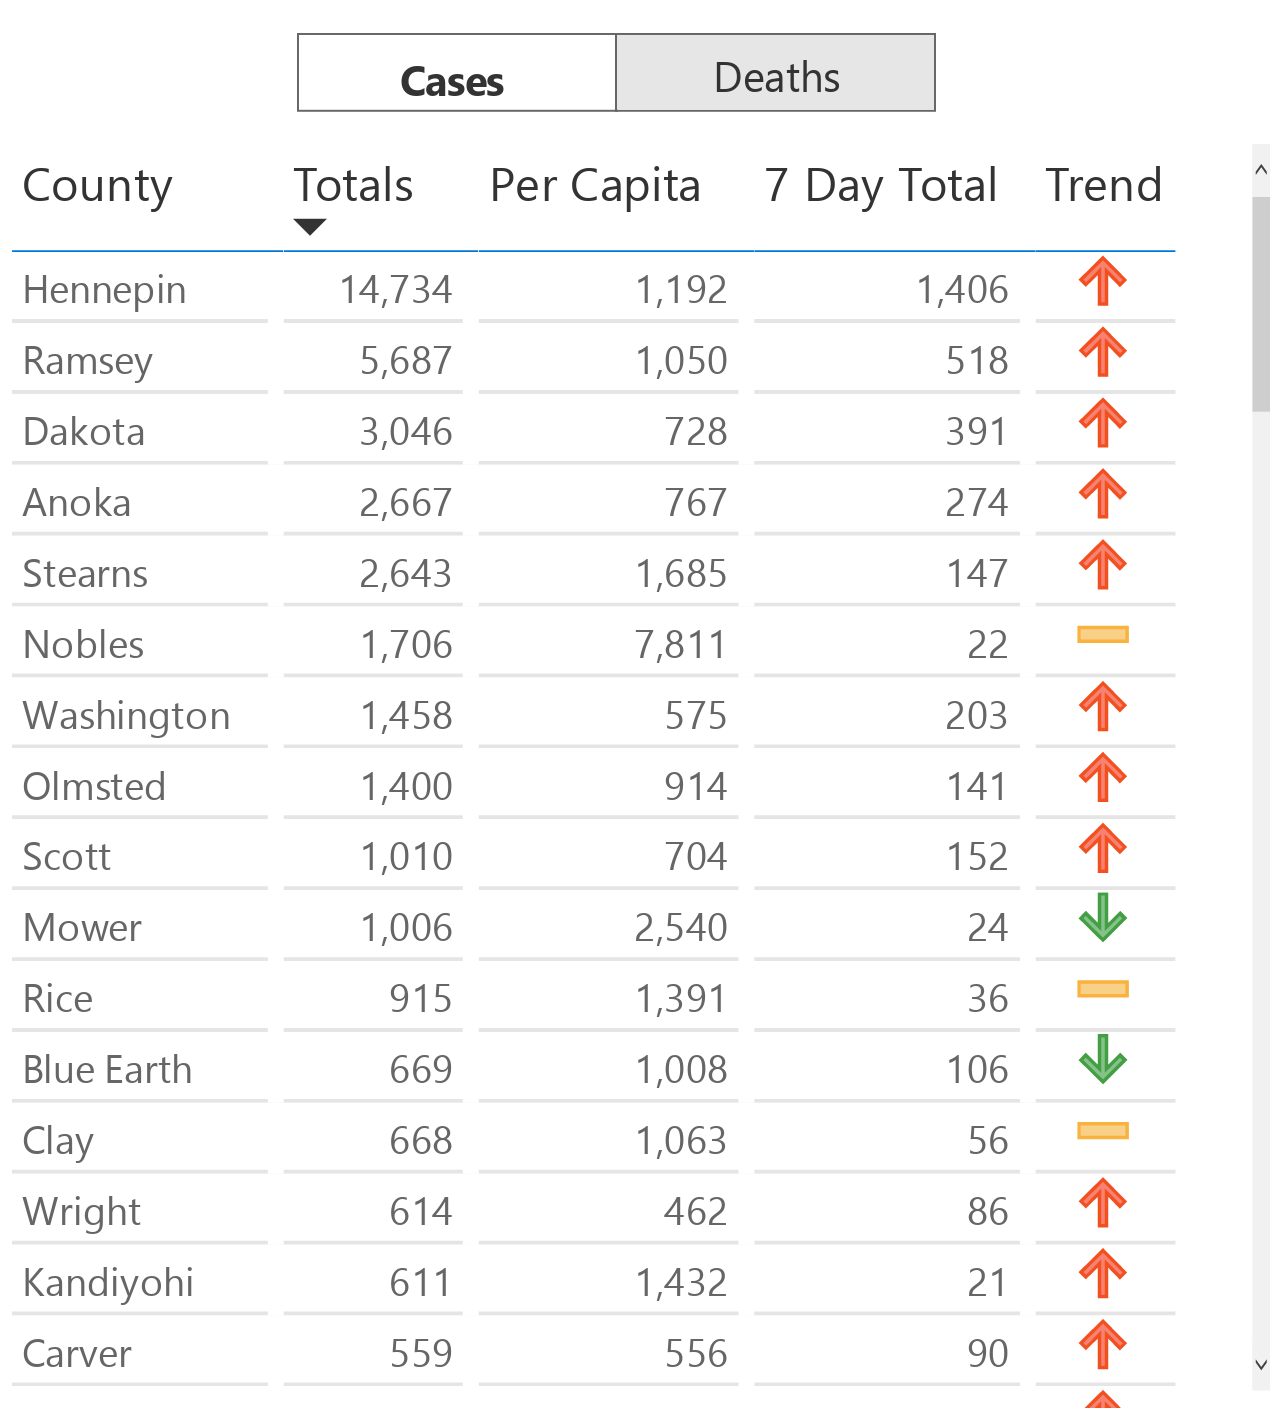 Cases Deaths
County Totals Per Capita 7 Day Total Trend
Hennepin 14,734 1,192 1,406
Ramsey 5,687 1,050 518
Dakota 3,046 728 391
Anoka 2,667 767 274
Stearns 2,643 1,685 147
Nobles 1,706 7,811 22
Washington 1,458 575 203
Olmsted 1,400 914 141
Scott 1,010 704 152
Mower 1,006 2,540 24
Rice 915 1,391 36
Blue Earth 669 1,008 106
Clay 668 1,063 56
Wright 614 462 86
Kandiyohi 611 1,432 21
Carver 559 556 90